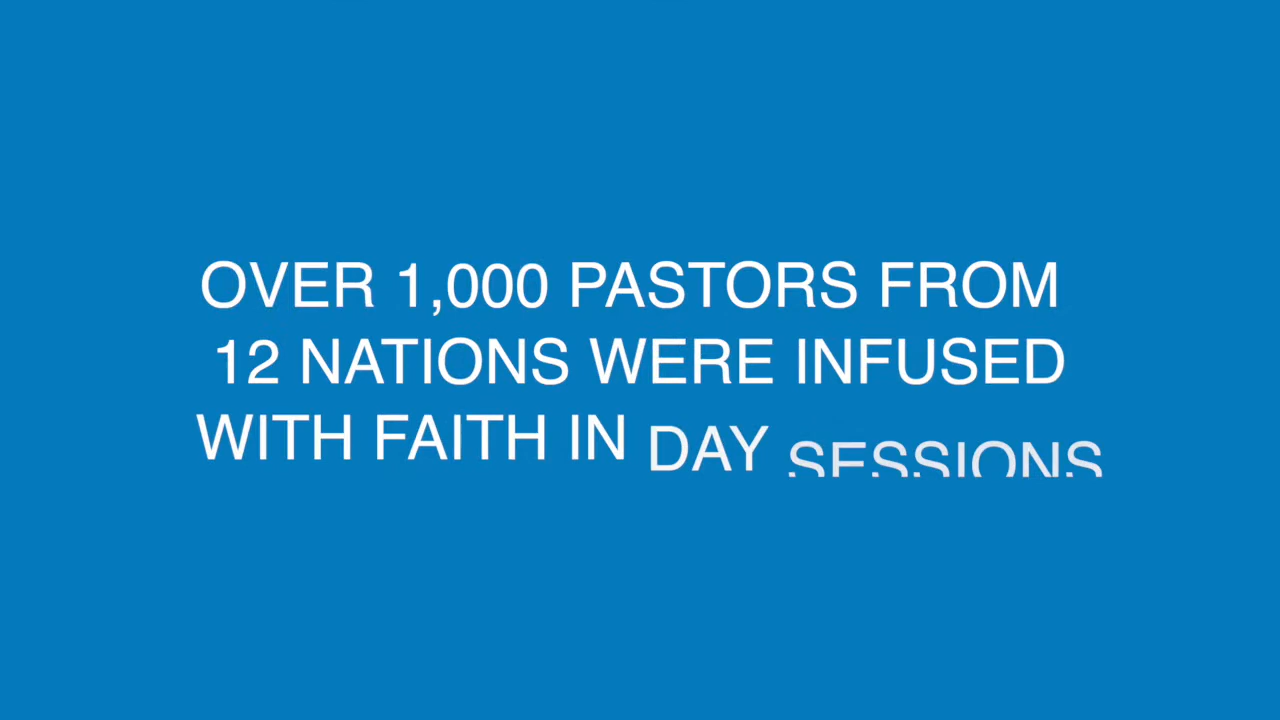 OVER 1,000 PASTORS FROM
12 NATIONS WERE INFUSED
WITH FAITH IN DAY SESSIONS